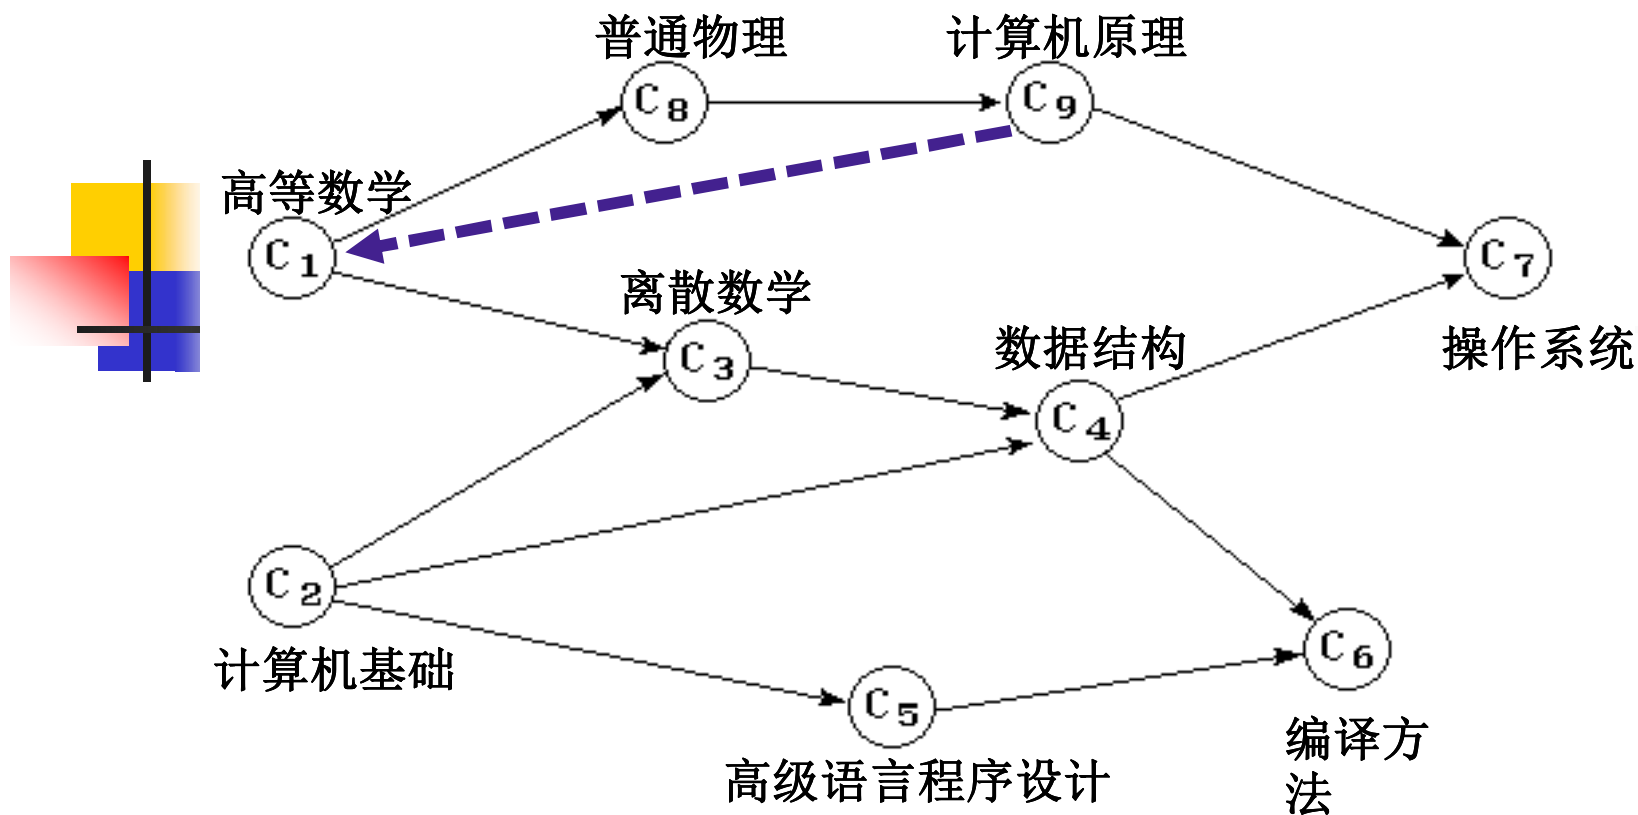 普通物理
计算机原理
C8
C9
高等数学
C1
C7
离散数学
C3
数据结构
操作系统
C4
C2
计算机基础
C6
C5
编译方
法
高级语言程序设计